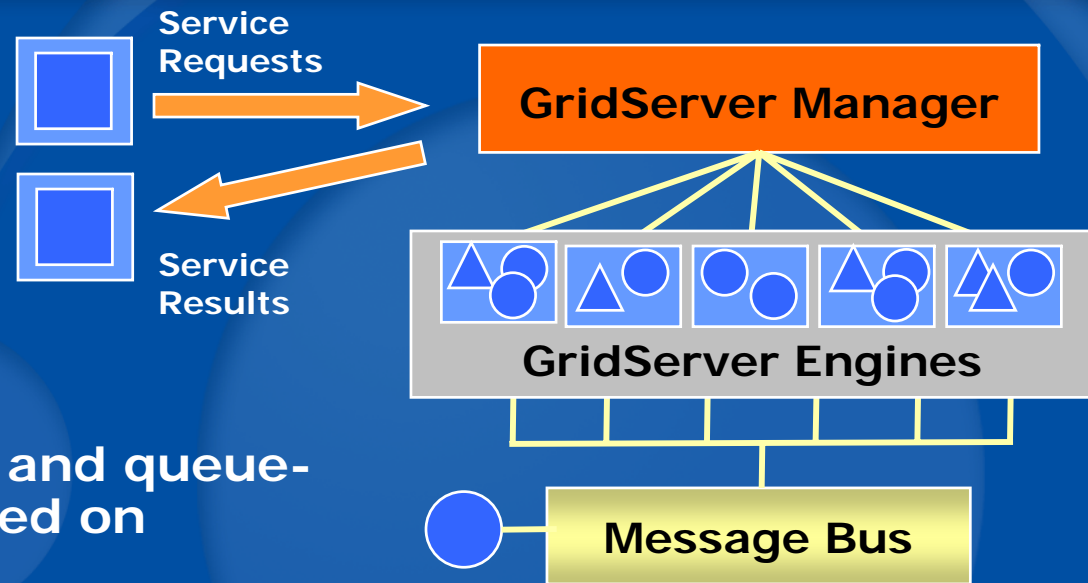 Service
Requests
GridServer Manager
Service
Results
GridServer Engines
and queue-
ed on
Message Bus